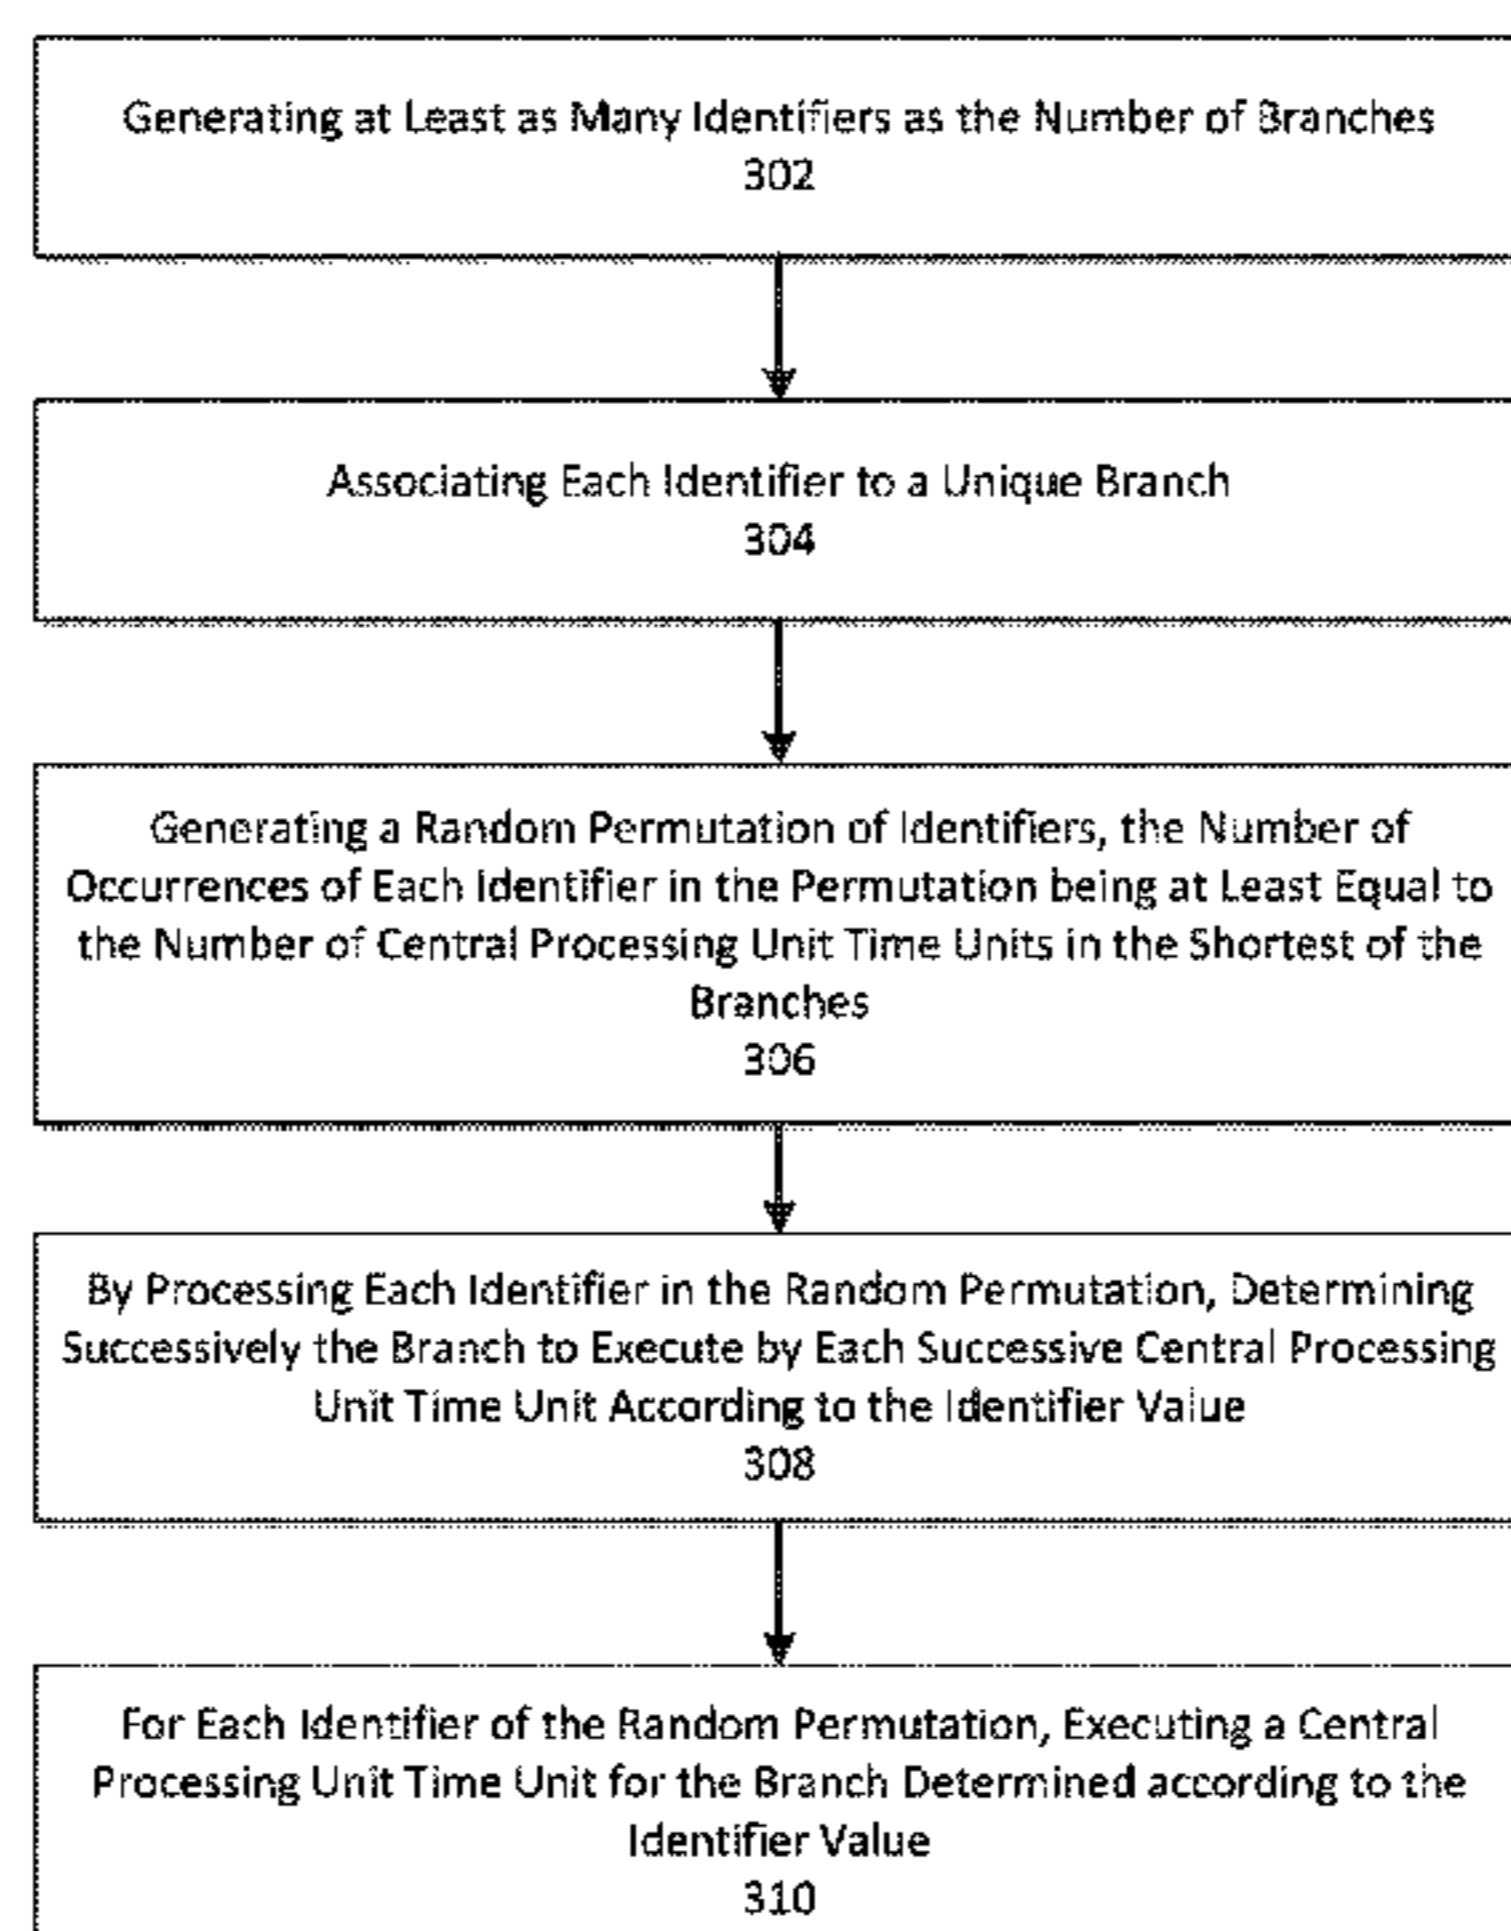 Generating at Least as Many Identifiers as the Number of Branches
302
Associating Each Identifier to a Unique Branch
304
Generating a Random Permutation of Identifiers, the Number of
Occurrences of Each Identifier in the Permutation being at Least Equal to
the Number of Central Processing Unit Time Units in the Shortest of the
Branches
306
By Processing Each Identifier in the Random Permutation, Determining
Successively the Branch to Execute by Each Successive Central Processing
Unit Time Unit According to the Identifier Value
308
For Each Identifier of the Random Permutation, Executing a Central
Processing Unit Time Unit for the Branch Determined according to the
Identifier Value
310